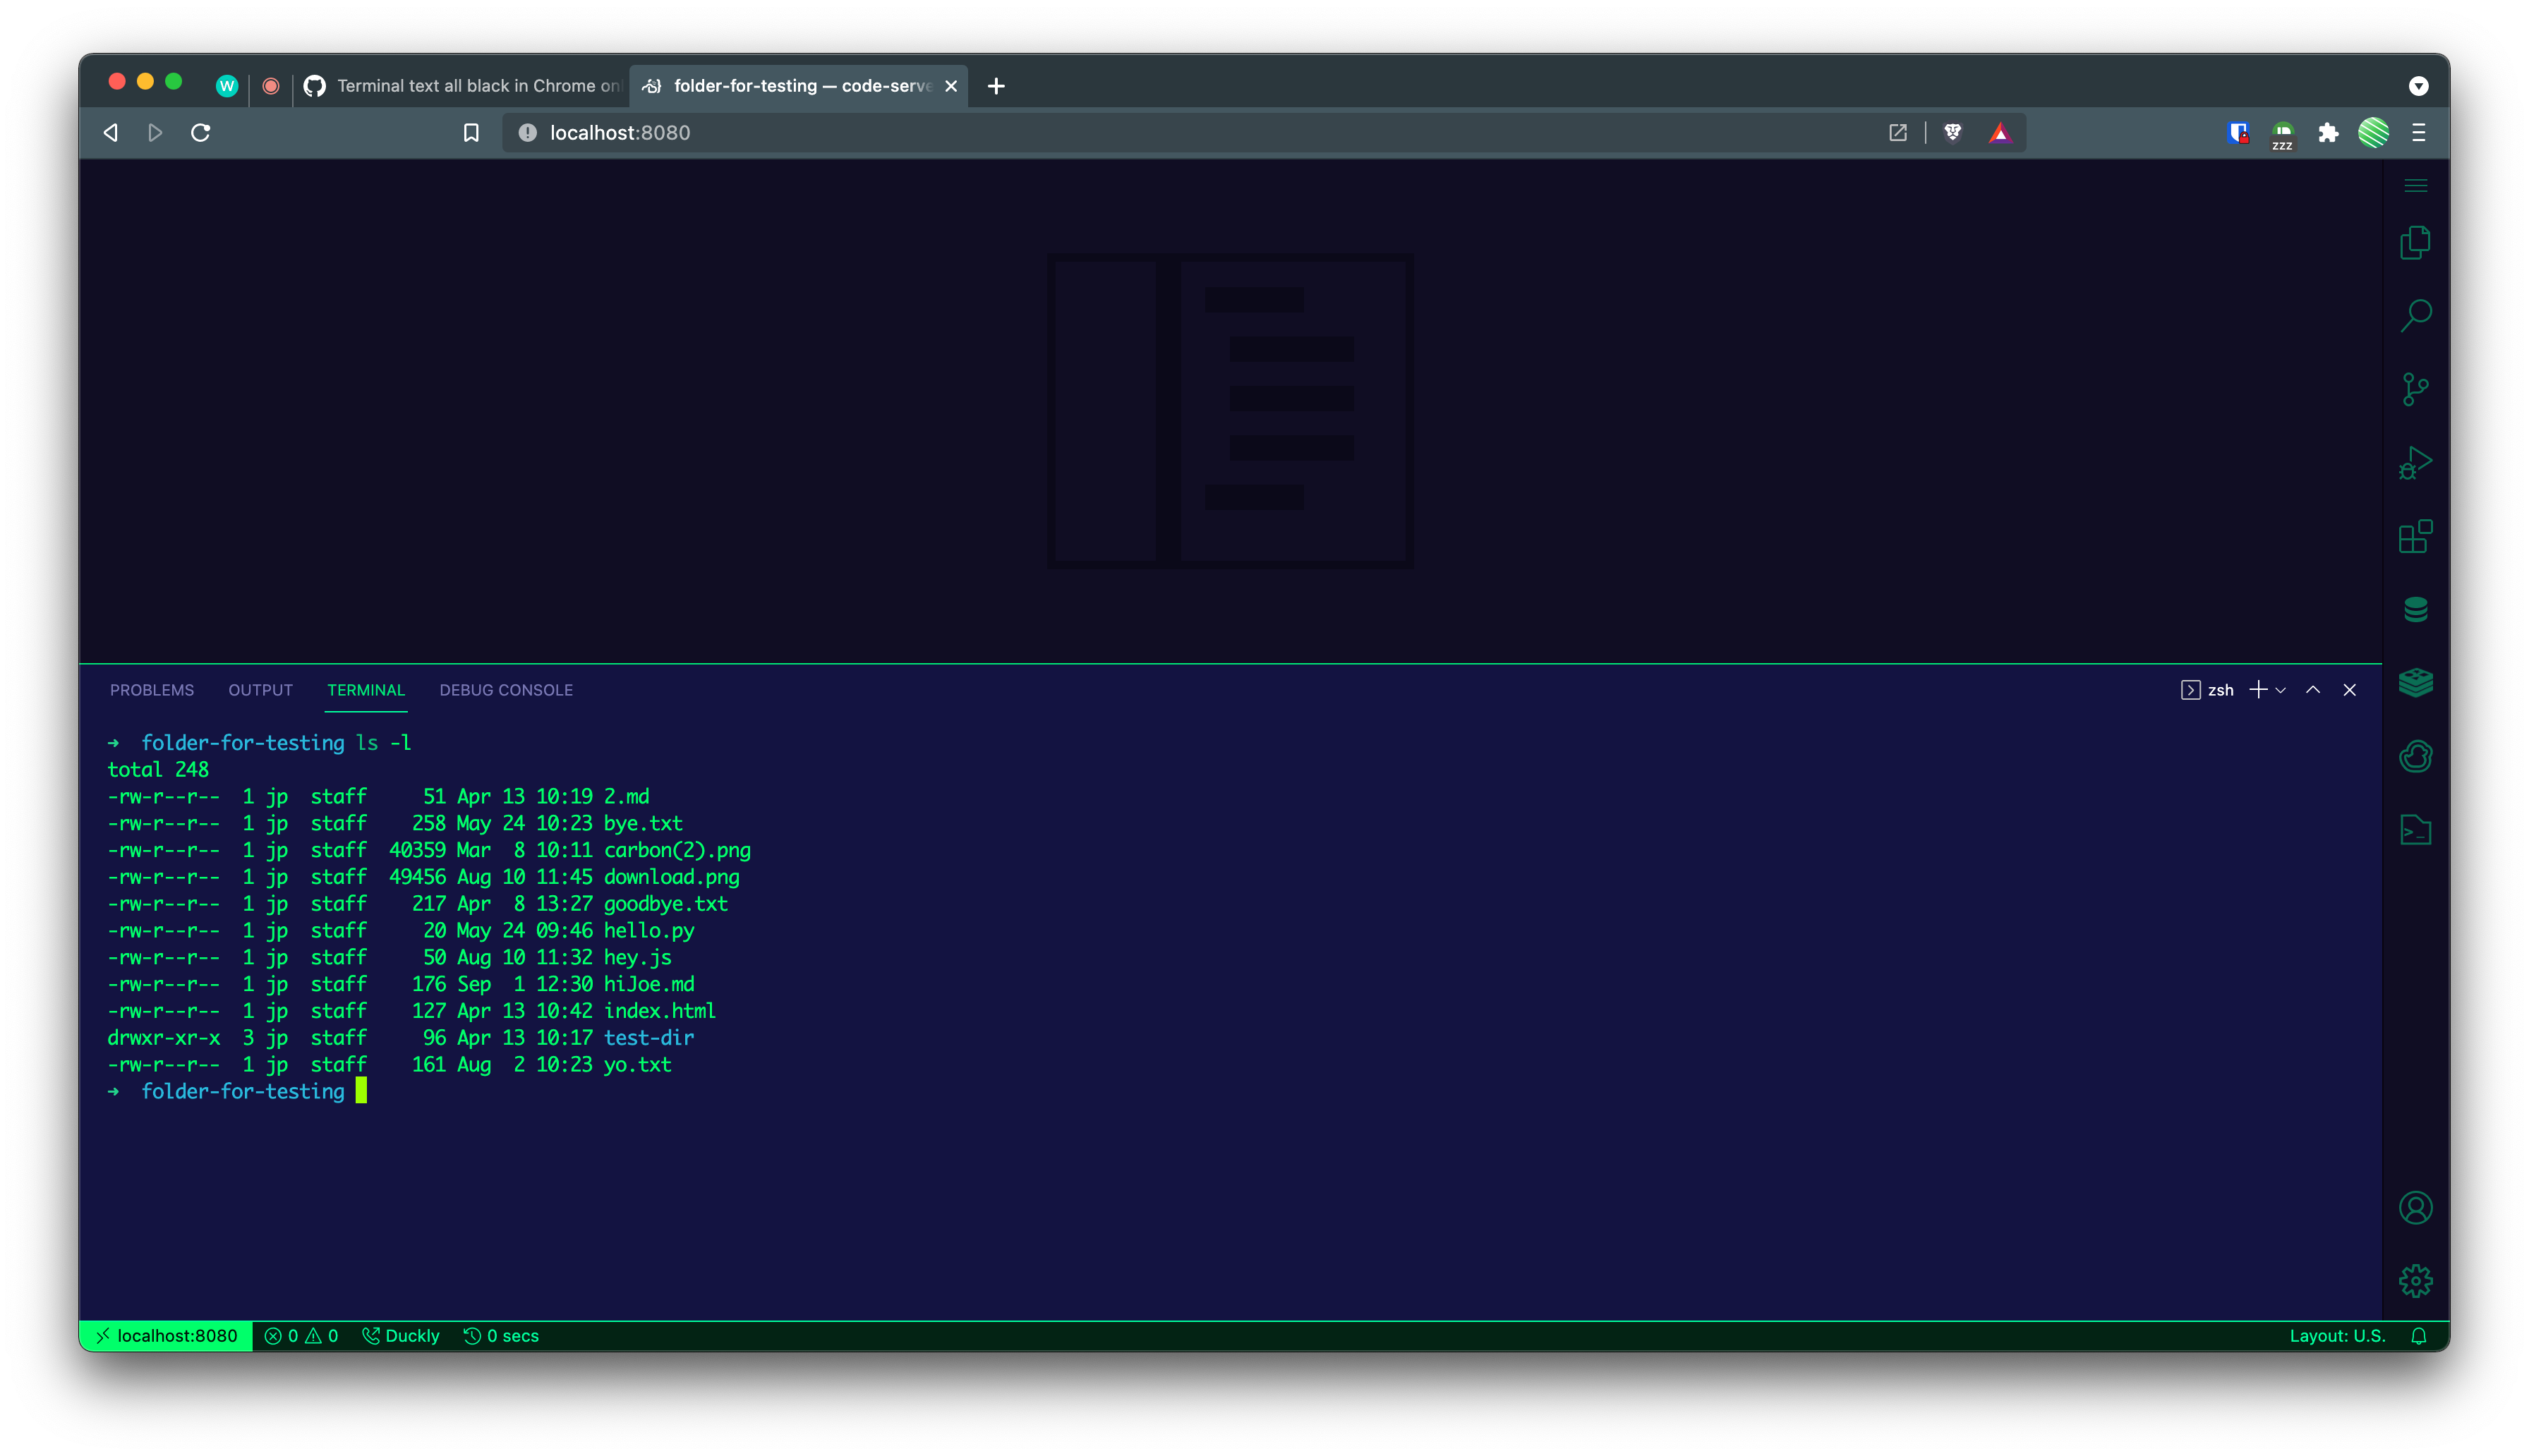 W
Terminal text all black in Chrome on
folder-for-testing — code-serve
localhost:8080
zzz
PROBLEMS OUTPUT TERMINAL DEBUG CONSOLE zsh
➜  folder-for-testing ls -l
total 248
-rw-r--r--  1 jp  staff     51 Apr 13 10:19 2.md
-rw-r--r--  1 jp  staff    258 May 24 10:23 bye.txt
-rw-r--r--  1 jp  staff  40359 Mar  8 10:11 carbon(2).png
-rw-r--r--  1 jp  staff  49456 Aug 10 11:45 download.png
-rw-r--r--  1 jp  staff    217 Apr  8 13:27 goodbye.txt
-rw-r--r--  1 jp  staff     20 May 24 09:46 hello.py
-rw-r--r--  1 jp  staff     50 Aug 10 11:32 hey.js
-rw-r--r--  1 jp  staff    176 Sep  1 12:30 hiJoe.md
-rw-r--r--  1 jp  staff    127 Apr 13 10:42 index.html
drwxr-xr-x  3 jp  staff     96 Apr 13 10:17 test-dir
-rw-r--r--  1 jp  staff    161 Aug  2 10:23 yo.txt
➜  folder-for-testing
localhost:8080 0 0 Duckly 0 secs Layout: U.S.